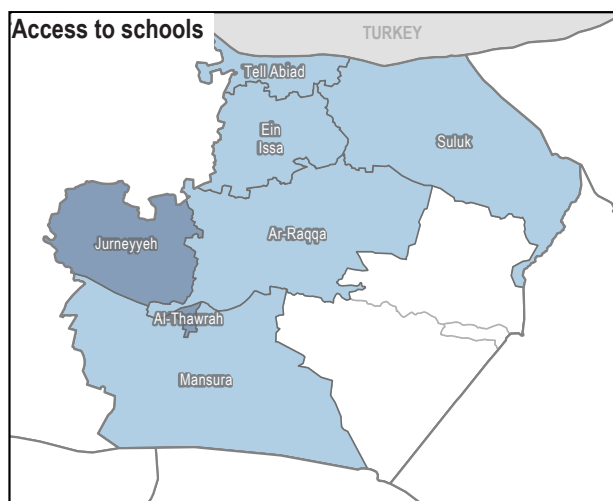 Access to schools
TURKEY
Tell Abiad
Ein
Issa
Suluk
Jurneyyeh
Ar-Raqqa
Al-Thawrah
Mansura